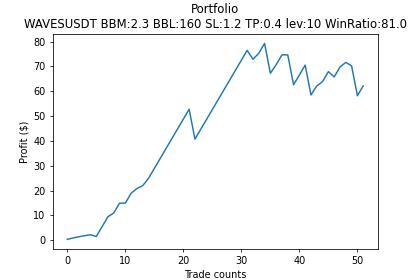 Portfolio
WAVESUSDT BBM:2.3 BBL:160 SL:1.2 TP:0.4 lev:10 WinRatio:81.0
80
70
60
50
40
30
20
10
0
Profit ($)
0 10 20 30 40 50
Trade counts